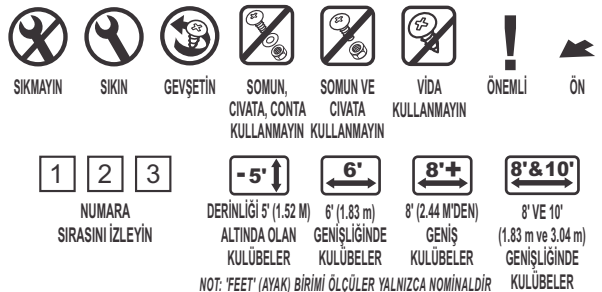 SIKMAYIN
SIKIN
GEVŞETİN
SOMUN,
CIVATA, CONTA
KULLANMAYIN
SOMUN VE
CIVATA
KULLANMAYIN
VİDA
KULLANMAYIN
ÖNEMLİ
ÖN
1 2 3
NUMARA
SIRASINI İZLEYİN
- 5'
DERİNLİĞİ 5' (1.52 M)
ALTINDA OLAN
KULÜBELER
6'
6' (1.83 m)
GENİŞLİĞİNDE
KULÜBELER
8'+
8' (2.44 M'DEN)
GENİŞ
KULÜBELER
8'&10'
8' VE 10'
(1.83 m ve 3.04 m)
GENİŞLİĞİNDE
KULÜBELER
NOT: 'FEET' (AYAK) BİRİMİ ÖLÇÜLER YALNIZCA NOMİNALDİR